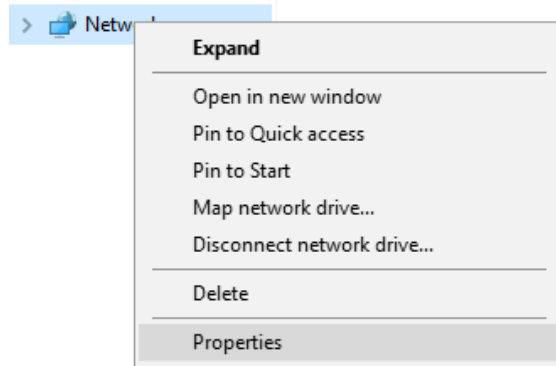 Netw
Expand
Open in new window
Pin to Quick access
Pin to Start
Map network drive...
Disconnect network drive...
Delete
Properties